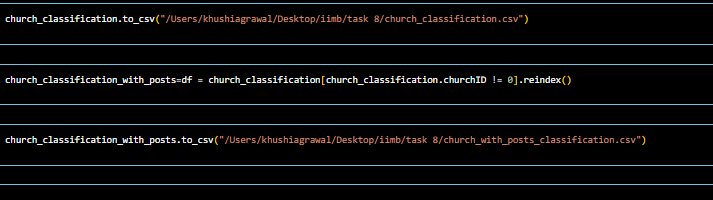 church_classification.to_csv("/Users/khushiagrawal/Desktop/iimb/task 8/church_classification.csv")
church_classification_with_posts=df = church_classification[church_classification.churchID != 0].reindex()
church_classification_with_posts.to_csv("/Users/khushiagrawal/Desktop/iimb/task 8/church_with_posts_classification.csv")